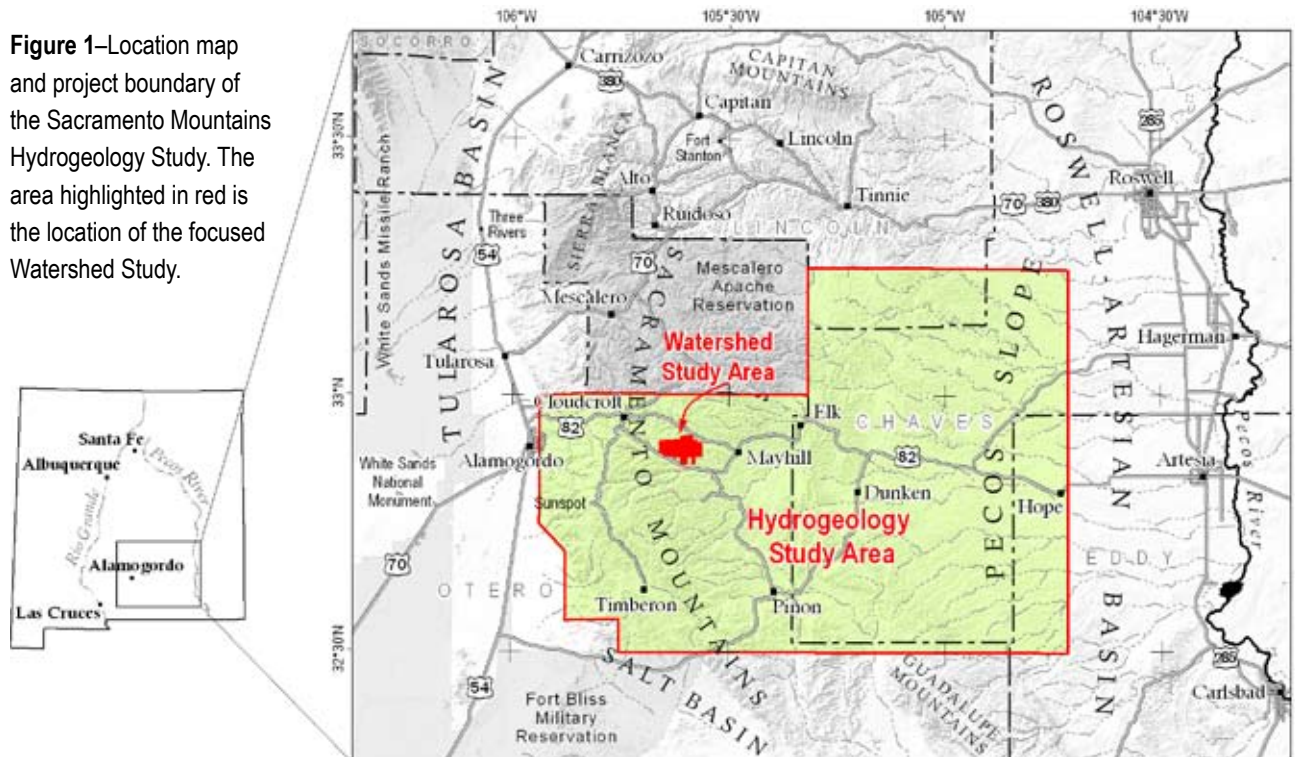 Figure 1–Location map
and project boundary of
the Sacramento Mountains
Hydrogeology Study. The
area highlighted in red is
the location of the focused
Watershed Study.
106°W
105°30'W
105°W
104°30'W
33°30'N
33°N
32°30'N
SOCORRO
Carrizozo
380
CAPITAN
MOUNTAINS
Capitan
Fort
Stanton
Lincoln
285
Roswell
White Sands Missile Ranch
TULAROSA BASIN
SIERRA BLANCA
Alto
Ruidoso
Tinnie
70
380
LINCOLN
Three
Rivers
54
70
Mescalero
Mescalero
Apache
Reservation
SACRAMENTO MOUNTAINS
PECOS SLOPE
ROSWELL-ARTESIAN BASIN
Hagerman
Tularosa
Watershed
Study Area
Cloudcroft
82
Elk
CHAVES
Pecos River
Alamogordo
Mayhill
82
Artesia
White Sands
National
Monument
Sunspot
Dunken
Hope
Hydrogeology
Study Area
70
OTERO
EDDY
Timberon
Pinon
SALT BASIN
GUADALUPE
MOUNTAINS
54
Fort Bliss
Military
Reservation
285
Carlsbad
Santa Fe
Albuquerque
Pecos River
Rio Grande
Alamogordo
Las Cruces